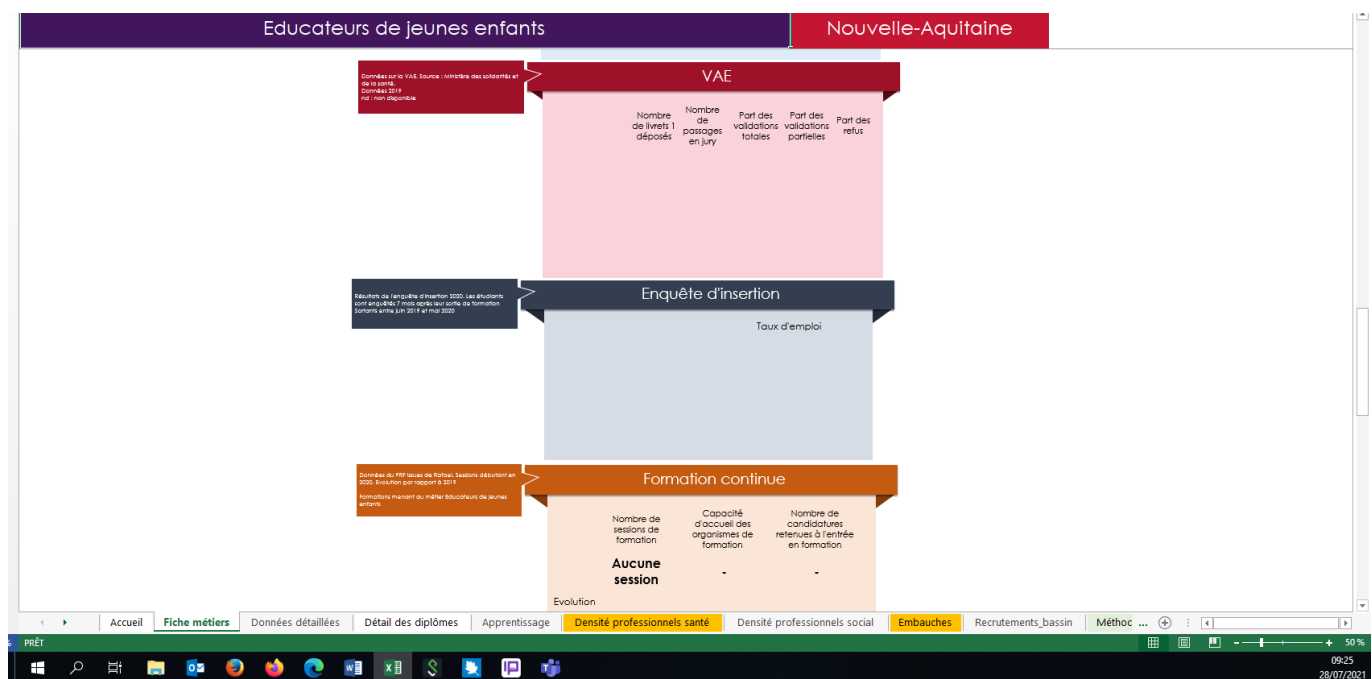 Educateurs de jeunes enfants
Nouvelle-Aquitaine
Données sur la VAE. Source : Ministère des solidarités et
de la santé.
Données 2019
nd : non disponible
VAE
Nombre
de livrets 1
déposés
Nombre
de
passages
en jury
Part des
validations
totales
Part des
validations
partielles
Part des
refus
Résultats de l'enquête d'insertion 2020. Les étudiants
sont enquêtés 7 mois après leur sortie de formation
Sortants entre juin 2019 et mai 2020
Enquête d'insertion
Taux d'emploi
Données du PRF issues de Rafael. Sessions débutant en
2020. Evolution par rapport à 2019
Formations menant au métier Educateurs de jeunes
enfants
Formation continue
Nombre de
sessions de
formation
Capacité
d'accueil des
organismes de
formation
Nombre de
candidatures
retenues à l'entrée
en formation
Aucune
session
-
-
Evolution
Accueil
Fiche métiers
Données détaillées
Détail des diplômes
Apprentissage
Densité professionnels santé
Densité professionnels social
Embauches
Recrutements_bassin
Méthoc ...
PRÊT
50 %
09:25
28/07/2021